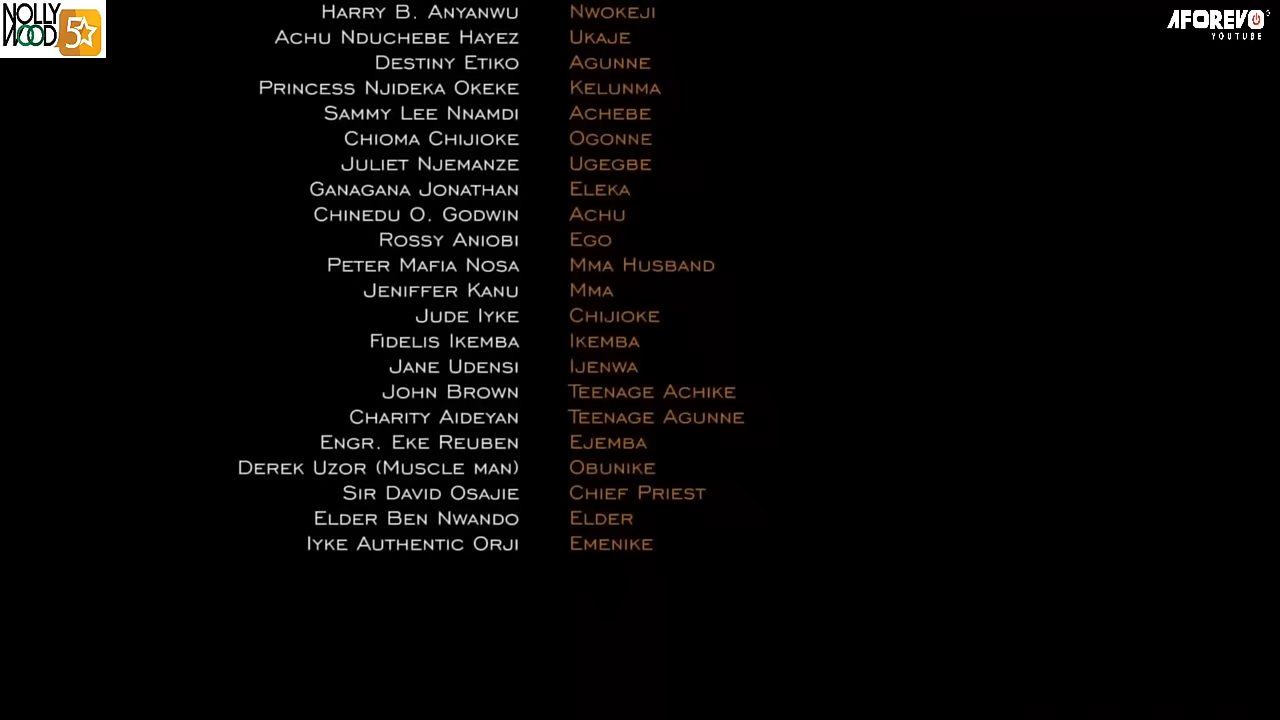 NOLLY
WOOD 5
AFOREVO
YOUTUBE
HARRY B. ANYANWU NWOKEJI
ACHU NDUCHEBE HAYEZ UKAJE
DESTINY ETIKO AGUNNE
PRINCESS NJIDEKA OKEKE KELUNMA
SAMMY LEE NNAMDI ACHEBE
CHIOMA CHIJIOKE OGONNE
JULIET NJEMANZE UGEGBE
GANAGANA JONATHAN ELEKA
CHINEDU O. GODWIN ACHU
ROSSY ANIOBI EGO
PETER MAFIA NOSA MMA HUSBAND
JENIFFER KANU MMA
JUDE IYKE CHIJIOKE
FIDELIS IKEMBA IKEMBA
JANE UDENSI IJENWA
JOHN BROWN TEENAGE ACHIKE
CHARITY AIDEYAN TEENAGE AGUNNE
ENGR. EKE REUBEN EJEMBA
DEREK UZOR (MUSCLE MAN) OBUNIKE
SIR DAVID OSAJIE CHIEF PRIEST
ELDER BEN NWANDO ELDER
IYKE AUTHENTIC ORJI EMENIKE